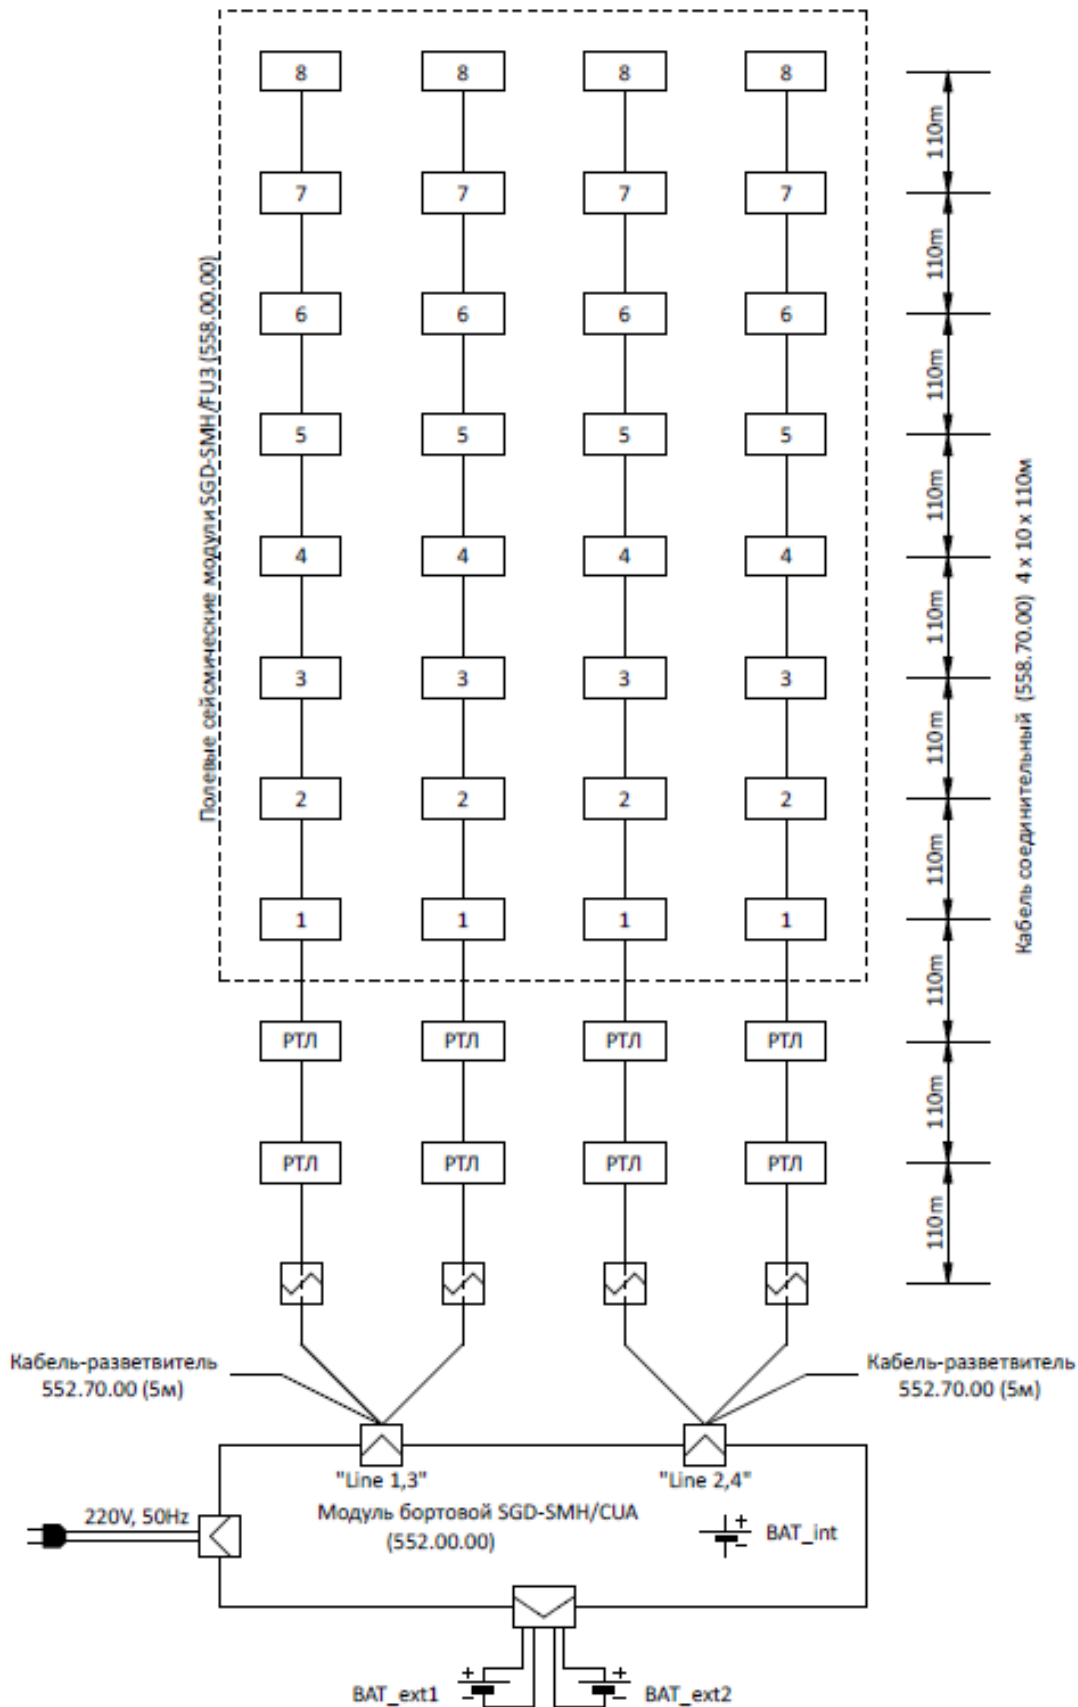 8 8 8 8
110m
7 7 7 7
110m
6 6 6 6
110m
5 5 5 5
110m
4 4 4 4
110m
3 3 3 3
110m
2 2 2 2
110m
1 1 1 1
110m
РТЛ РТЛ РТЛ РТЛ
110m
РТЛ РТЛ РТЛ РТЛ
110m
Полевые сейсмические модули SGD-SMH/FU3 (558.00.00)
Кабель соединительный (558.70.00) 4 x 10 x 110м
Кабель-разветвитель
552.70.00 (5м)
Кабель-разветвитель
552.70.00 (5м)
"Line 1,3"
"Line 2,4"
220V, 50Hz
Модуль бортовой SGD-SMH/CUA
(552.00.00)
+
BAT_int
−
+
BAT_ext1
−
+
BAT_ext2
−